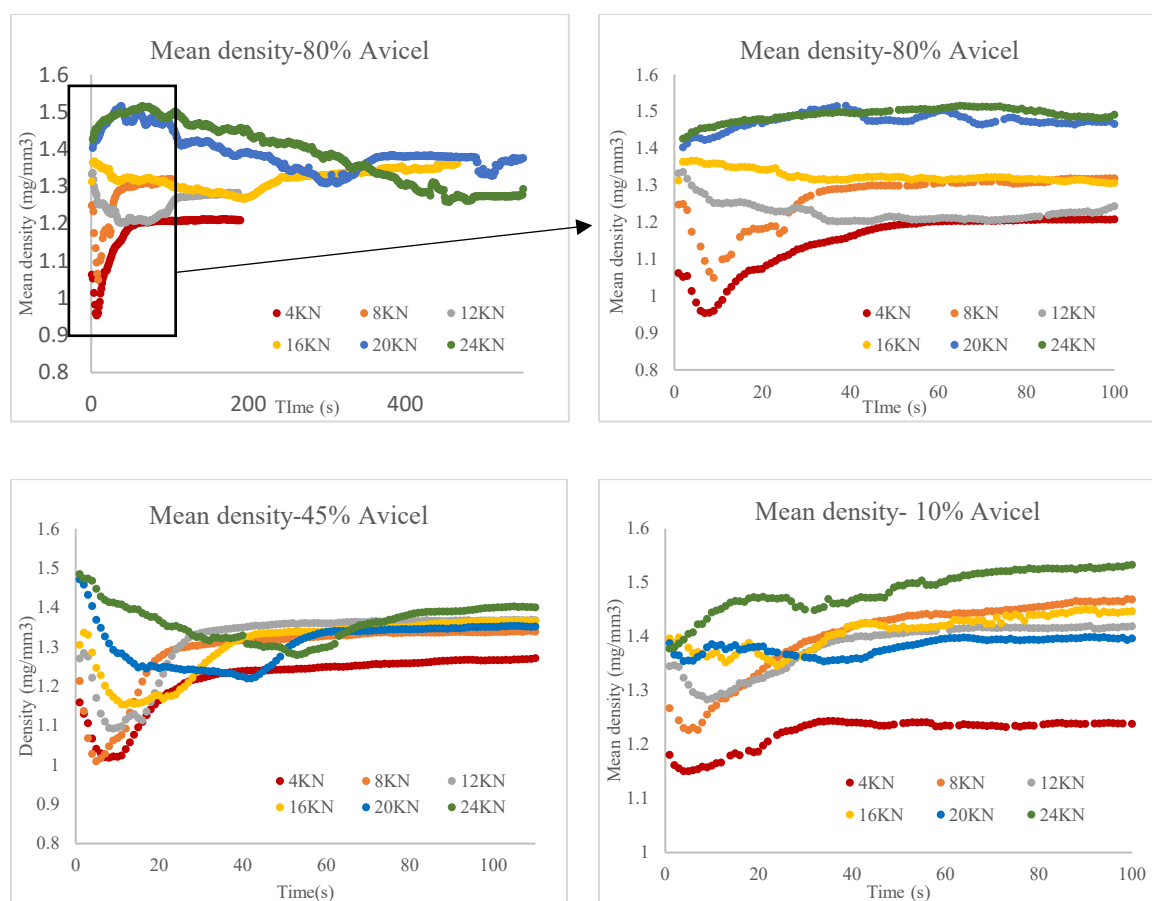 Mean density-80% Avicel
1.6
1.5
1.4
1.3
1.2
1.1
1
0.9
0.8
0 200 400
Mean density (mg/mm3)
TIme (s)
4KN 8KN 12KN
16KN 20KN 24KN
Mean density-80% Avicel
1.6
1.5
1.4
1.3
1.2
1.1
1
0.9
0.8
0 20 40 60 80 100
Mean density (mg/mm3)
TIme (s)
4KN 8KN 12KN
16KN 20KN 24KN
Mean density-45% Avicel
1.6
1.5
1.4
1.3
1.2
1.1
1
0.9
0.8
0 20 40 60 80 100
Density (mg/mm3)
Time(s)
4KN 8KN 12KN
16KN 20KN 24KN
Mean density- 10% Avicel
1.6
1.5
1.4
1.3
1.2
1.1
1
0 20 40 60 80 100
Mean density (mg/mm3)
Time (s)
4KN 8KN 12KN
16KN 20KN 24KN